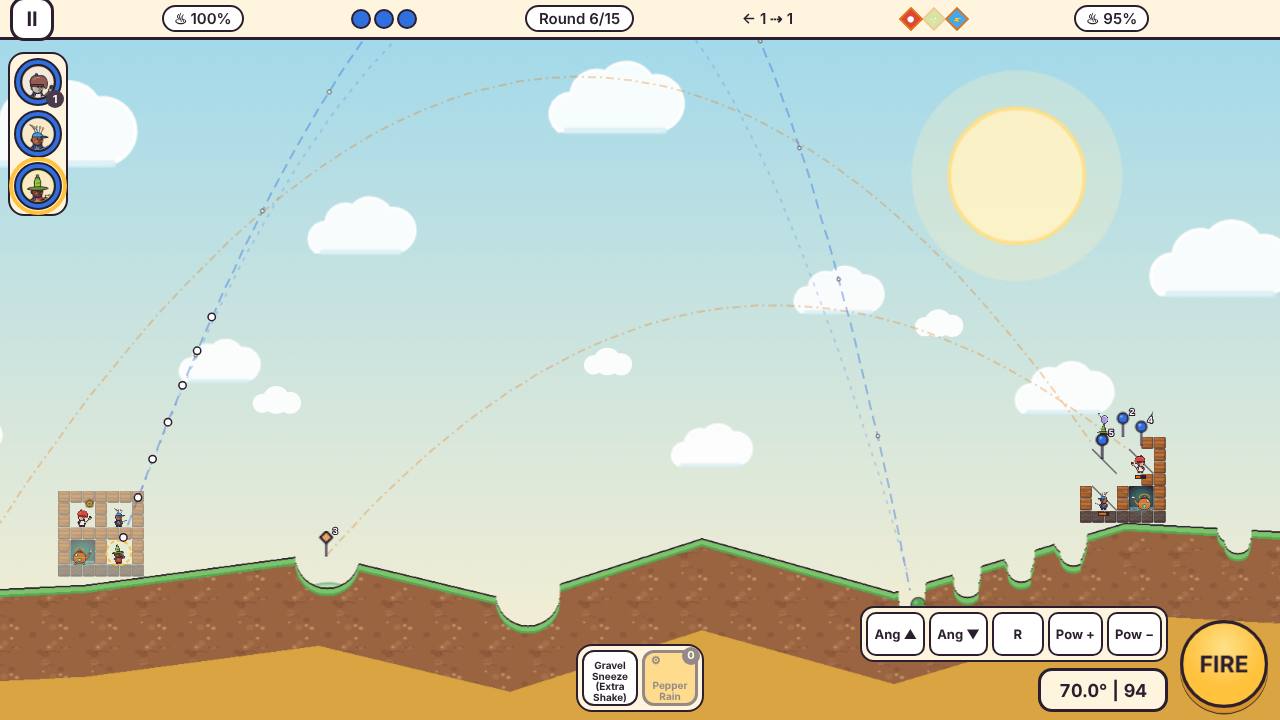 100%
Round 6/15
← 1 ⇢ 1
95%
1
2
4
5
3
Ang ▲
Ang ▼
R
Pow +
Pow −
Gravel
Sneeze
(Extra
Shake)
0
Pepper
Rain
70.0° | 94
FIRE